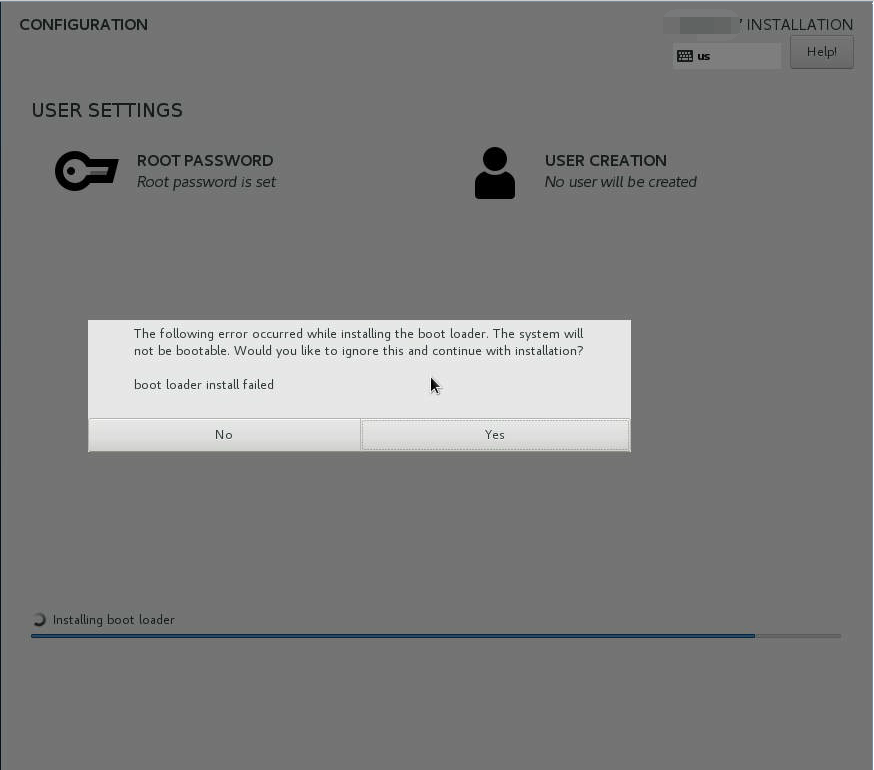 CONFIGURATION
INSTALLATION
us
Help!
USER SETTINGS
ROOT PASSWORD
Root password is set
USER CREATION
No user will be created
The following error occurred while installing the boot loader. The system will
not be bootable. Would you like to ignore this and continue with installation?
boot loader install failed
No
Yes
Installing boot loader